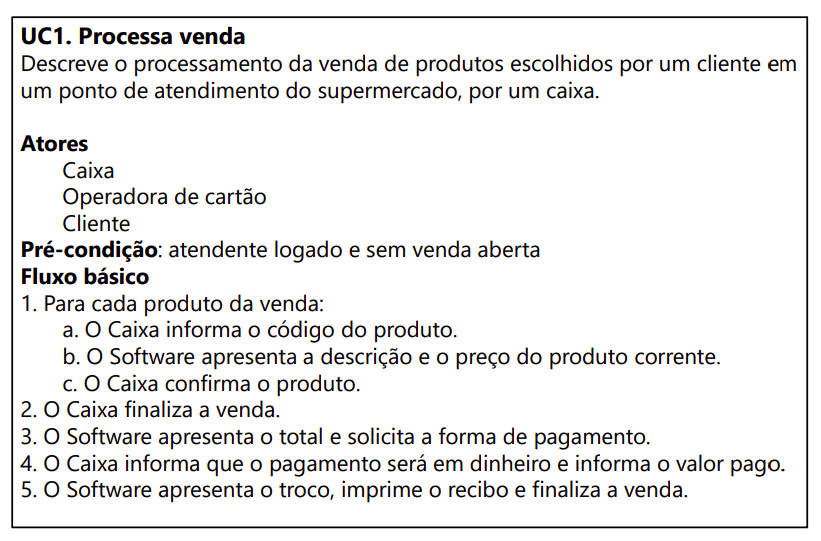 UC1. Processa venda
Descreve o processamento da venda de produtos escolhidos por um cliente em
um ponto de atendimento do supermercado, por um caixa.
Atores
Caixa
Operadora de cartão
Cliente
Pré-condição: atendente logado e sem venda aberta
Fluxo básico
1. Para cada produto da venda:
a. O Caixa informa o código do produto.
b. O Software apresenta a descrição e o preço do produto corrente.
c. O Caixa confirma o produto.
2. O Caixa finaliza a venda.
3. O Software apresenta o total e solicita a forma de pagamento.
4. O Caixa informa que o pagamento será em dinheiro e informa o valor pago.
5. O Software apresenta o troco, imprime o recibo e finaliza a venda.